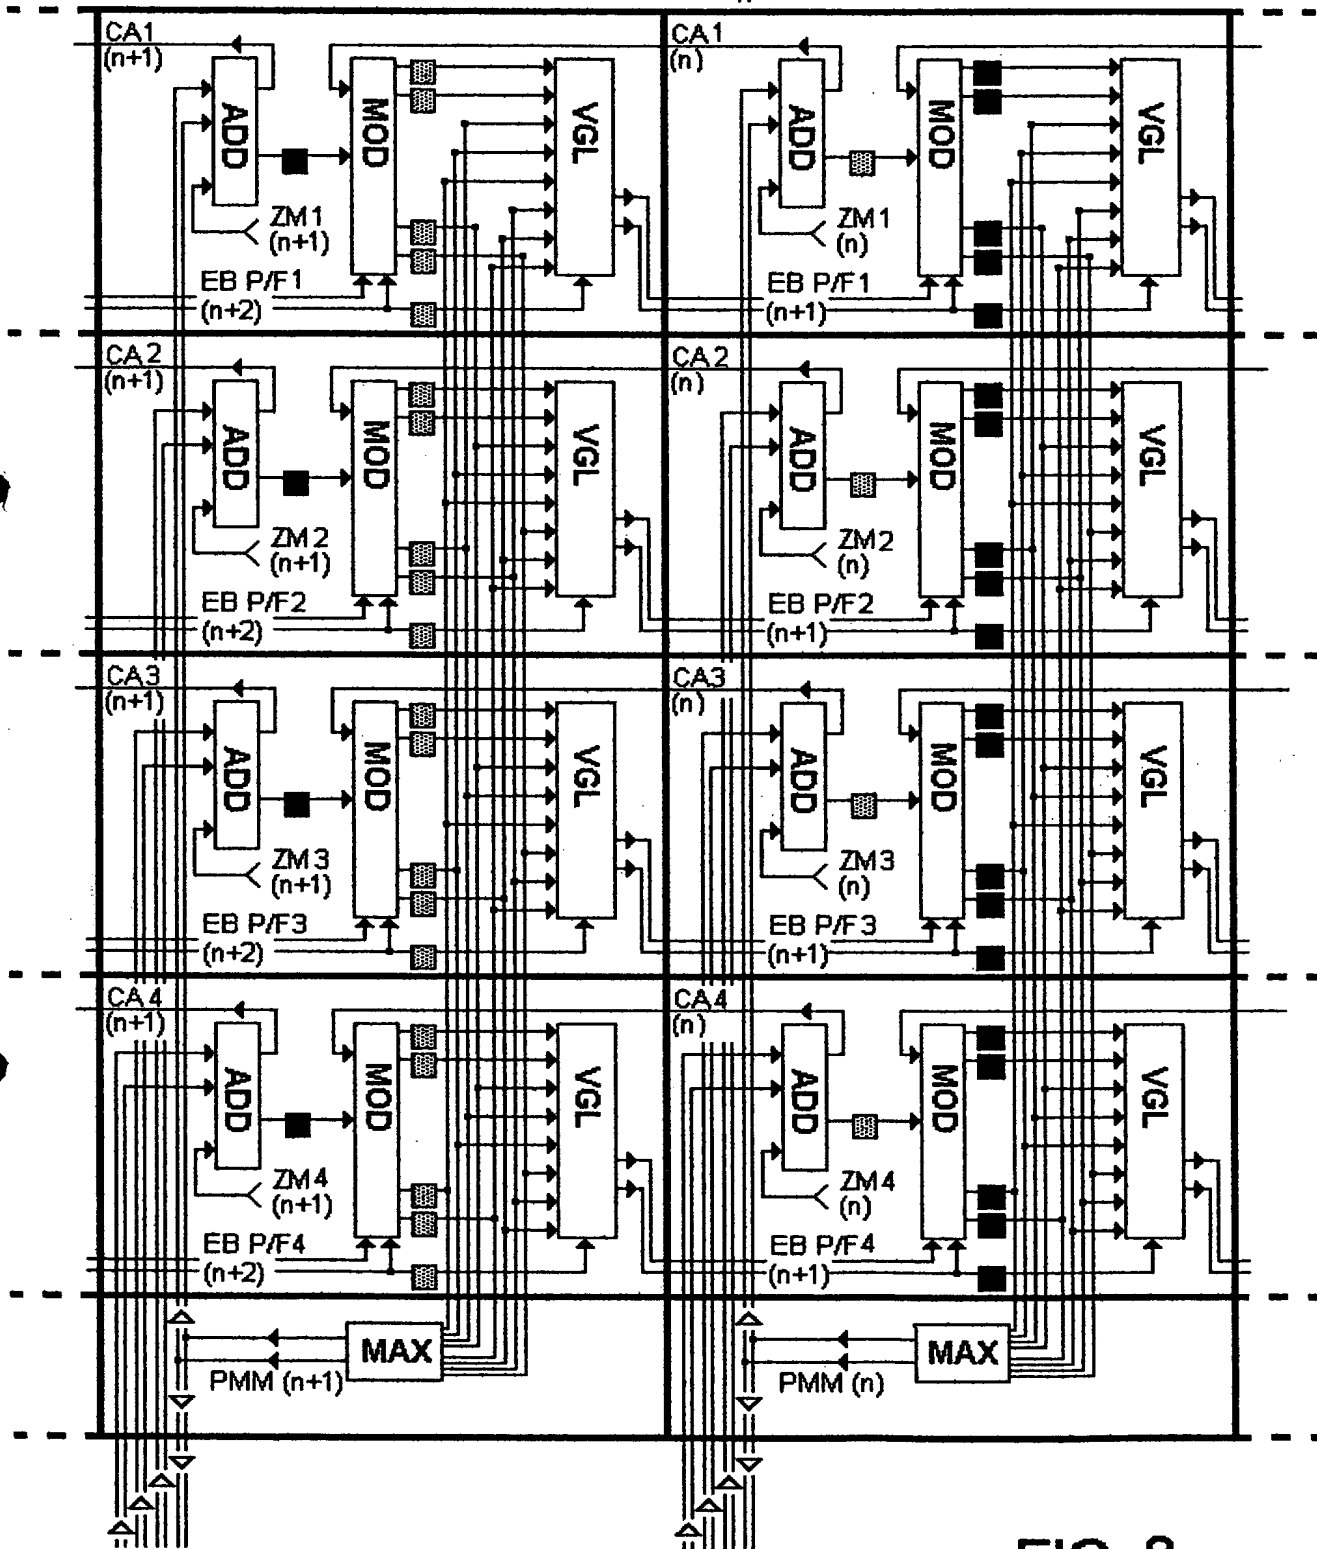 CA1
(n+1)
ADD
MOD
VGL
ZM1
(n+1)
EB P/F1
(n+2)
CA1
(n)
ADD
MOD
VGL
ZM1
(n)
EB P/F1
(n+1)
CA2
(n+1)
ADD
MOD
VGL
ZM2
(n+1)
EB P/F2
(n+2)
CA2
(n)
ADD
MOD
VGL
ZM2
(n)
EB P/F2
(n+1)
CA3
(n+1)
ADD
MOD
VGL
ZM3
(n+1)
EB P/F3
(n+2)
CA3
(n)
ADD
MOD
VGL
ZM3
(n)
EB P/F3
(n+1)
CA4
(n+1)
ADD
MOD
VGL
ZM4
(n+1)
EB P/F4
(n+2)
CA4
(n)
ADD
MOD
VGL
ZM4
(n)
EB P/F4
(n+1)
MAX
PMM (n+1)
MAX
PMM (n)